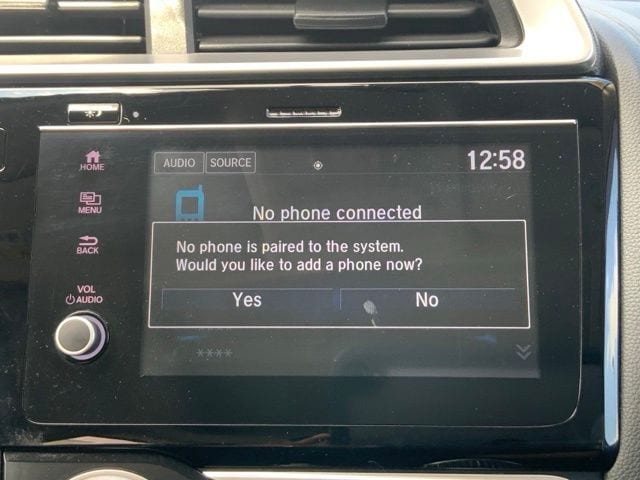 AUDIO SOURCE 12:58
HOME
MENU
BACK
VOL
AUDIO
No phone connected
No phone is paired to the system.
Would you like to add a phone now?
Yes No
****